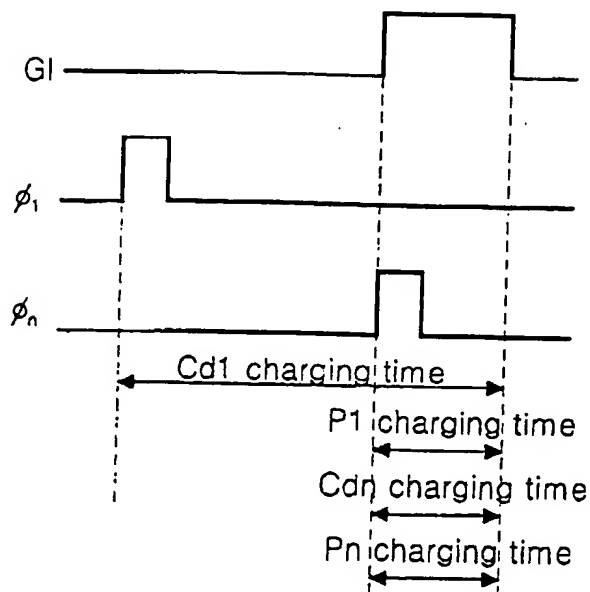 GI
ϕ₁
ϕₙ
Cd1 charging time
P1 charging time
Cdn charging time
Pn charging time